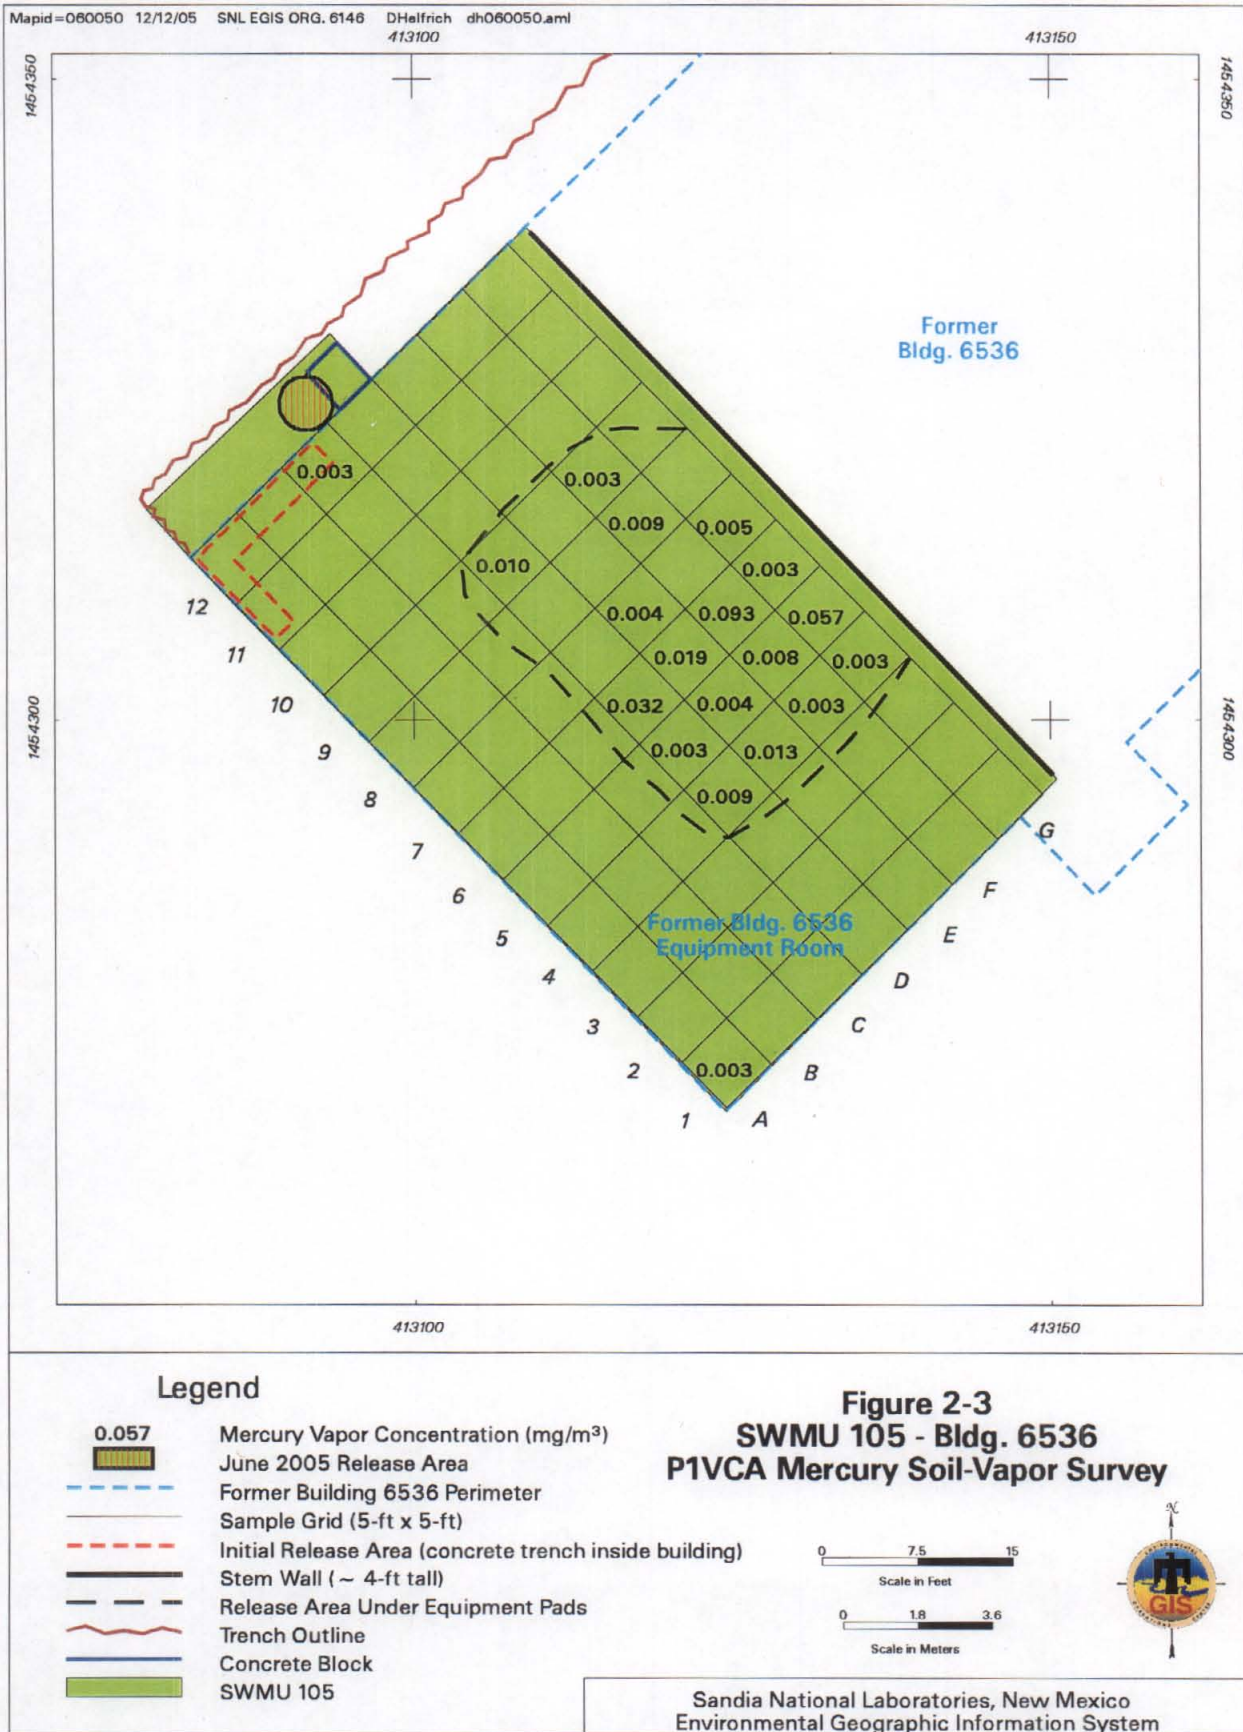 Mapid=060050 12/12/05 SNL EGIS ORG. 6146 DHelfrich dh060050.aml
413100 413150
1454350 1454350
Former
Bldg. 6536
0.003 0.003
0.009 0.005
0.010 0.003
0.004 0.093 0.057
12
0.019 0.008 0.003
11
0.032 0.004 0.003
10
1454300 1454300
9 0.003 0.013
8 0.009
G
7
6 F
Former Bldg. 6536
5 E
Equipment Room
4 D
3 C
2 0.003 B
1 A
413100 413150
Legend
0.057 Mercury Vapor Concentration (mg/m³)
June 2005 Release Area
Former Building 6536 Perimeter
Sample Grid (5-ft x 5-ft)
Initial Release Area (concrete trench inside building)
Stem Wall (~ 4-ft tall)
Release Area Under Equipment Pads
Trench Outline
Concrete Block
SWMU 105
Figure 2-3
SWMU 105 - Bldg. 6536
P1VCA Mercury Soil-Vapor Survey
0 7.5 15
Scale in Feet
0 1.8 3.6
Scale in Meters
N
GIS
Sandia National Laboratories, New Mexico
Environmental Geographic Information System